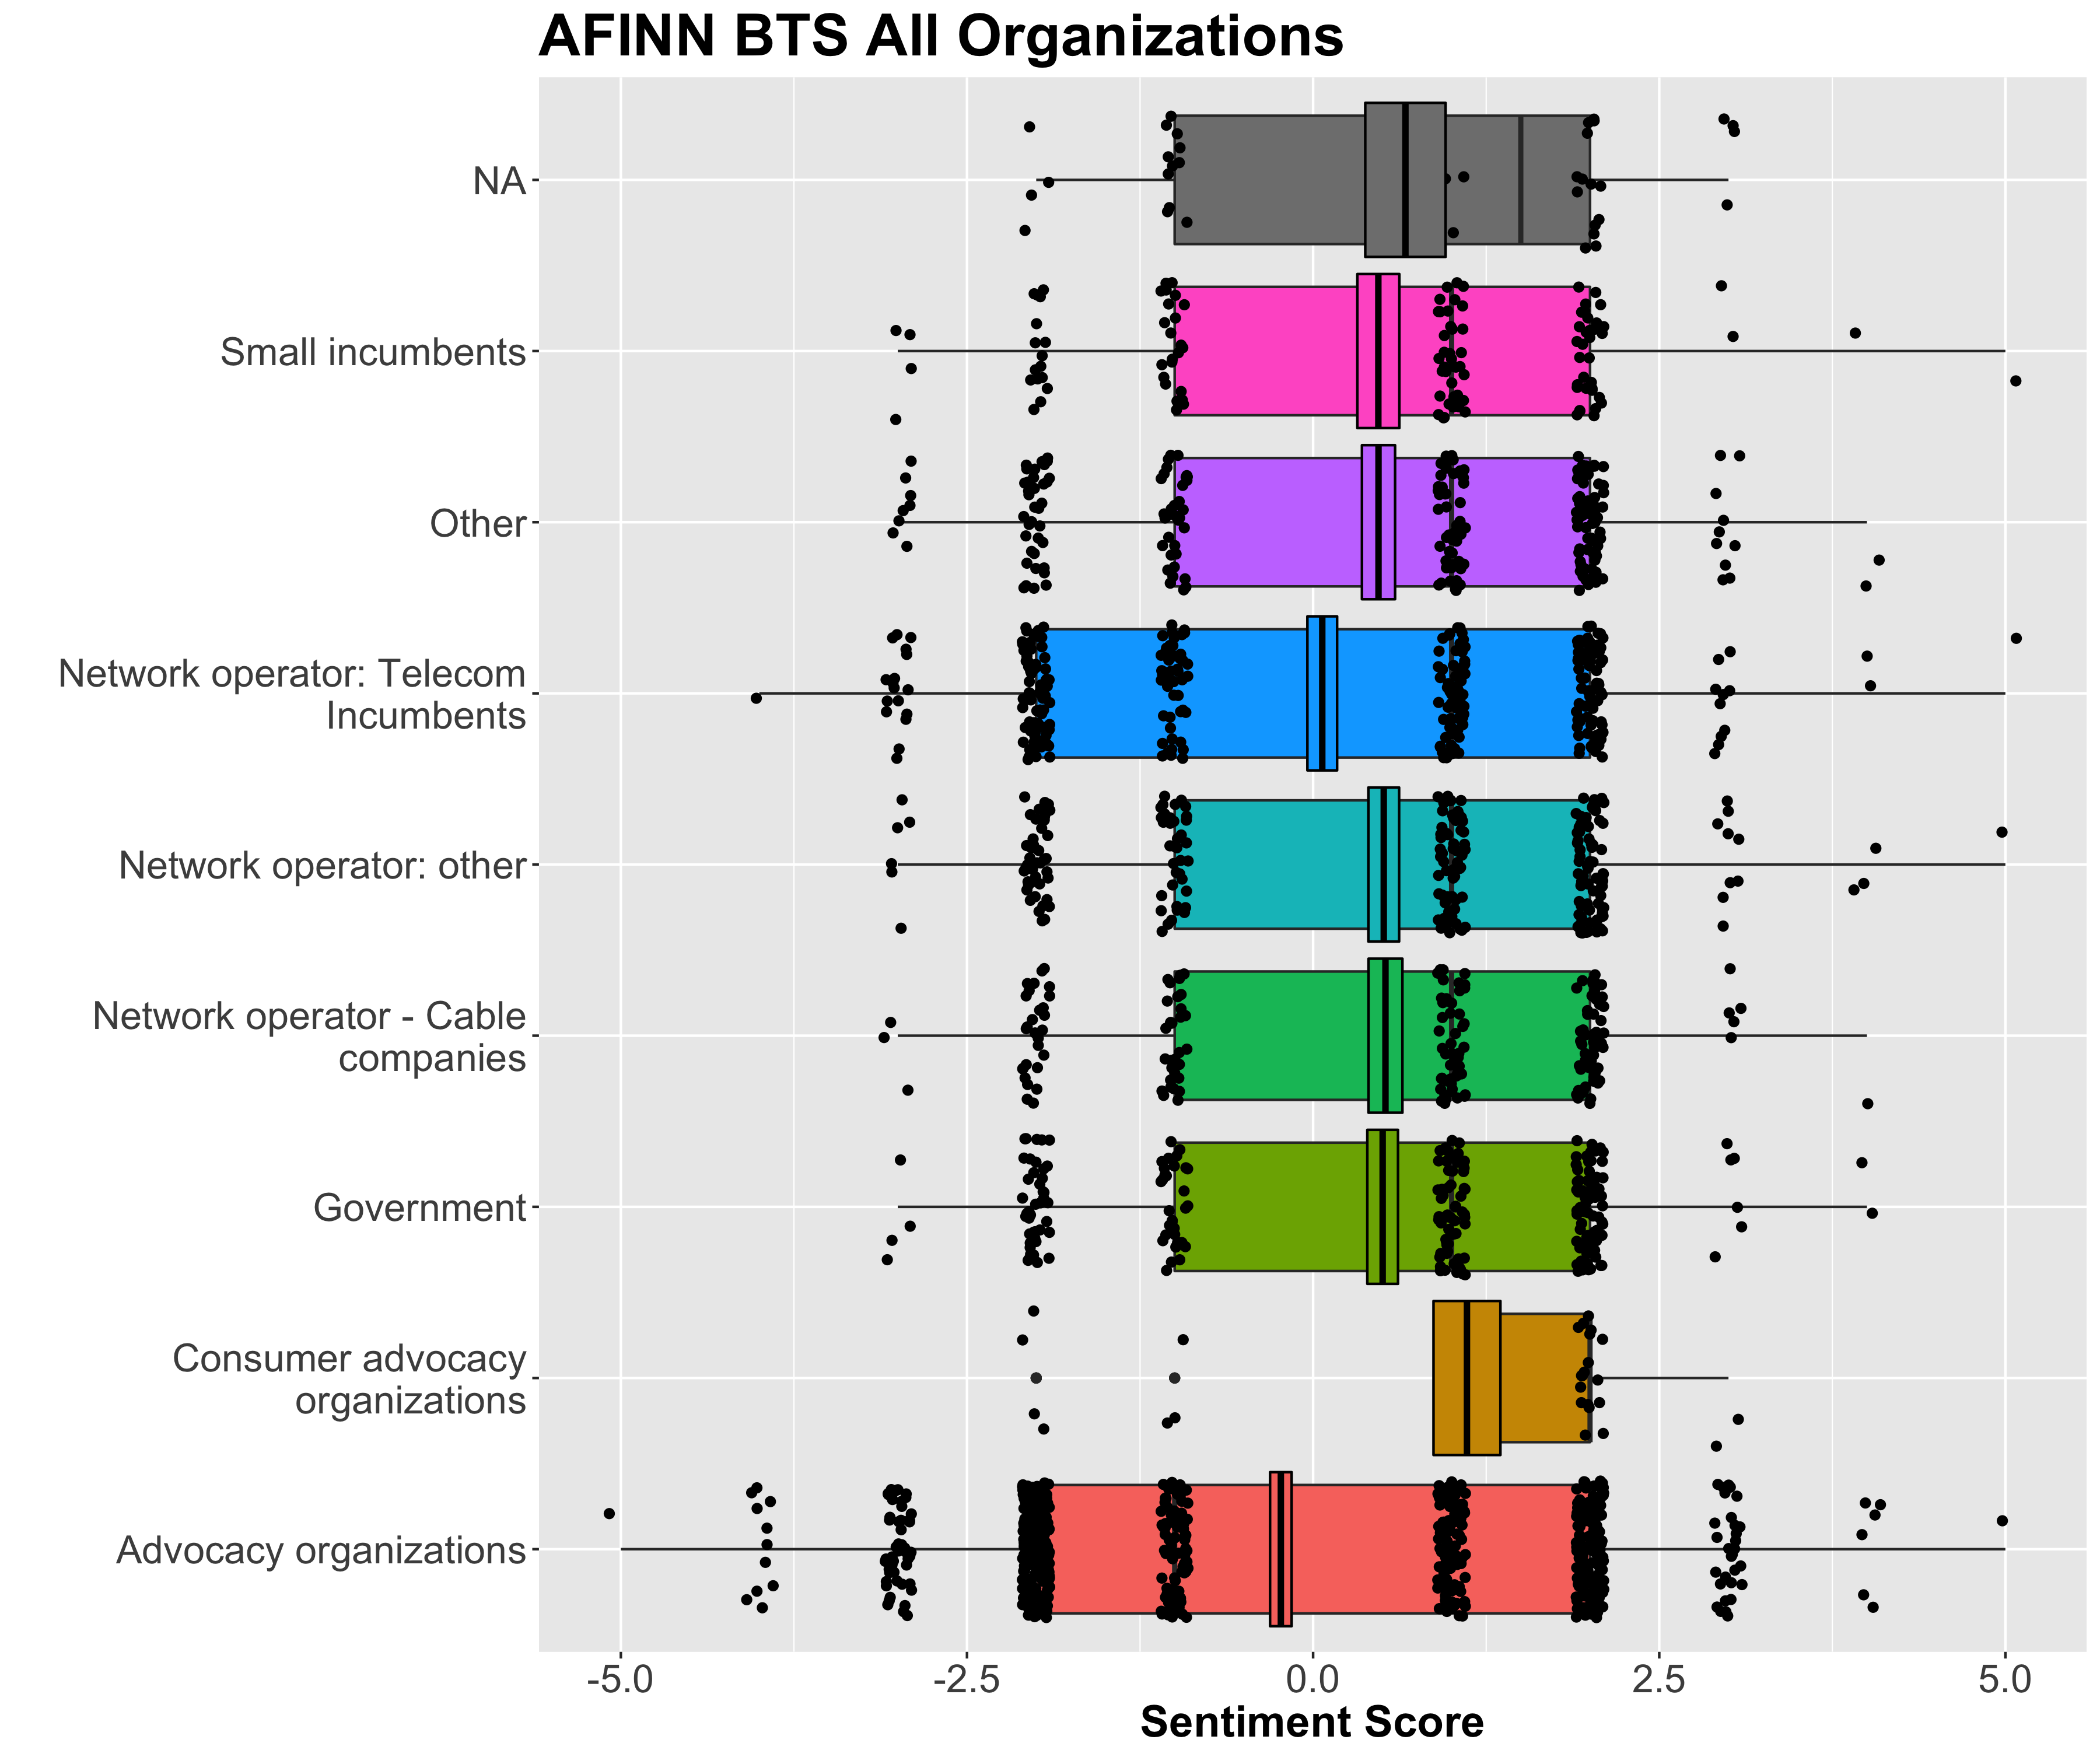 AFINN BTS All Organizations
NA
Small incumbents
Other
Network operator: Telecom
Incumbents
Network operator: other
Network operator - Cable
companies
Government
Consumer advocacy
organizations
Advocacy organizations
-5.0 -2.5 0.0 2.5 5.0
Sentiment Score